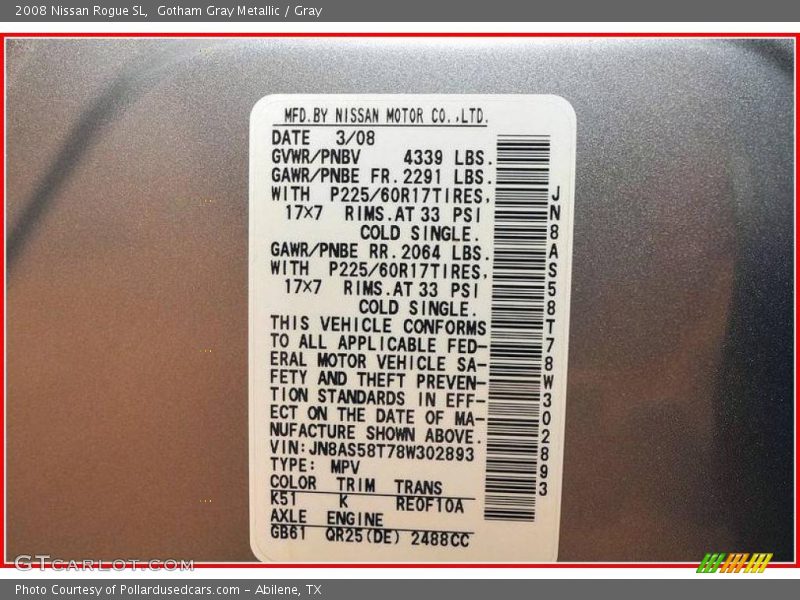 2008 Nissan Rogue SL, Gotham Gray Metallic / Gray
MFD.BY NISSAN MOTOR CO.,LTD.
DATE 3/08
GVWR/PNBV 4339 LBS.
GAWR/PNBE FR.2291 LBS.
WITH P225/60R17TIRES,
17×7 RIMS.AT 33 PSI
COLD SINGLE.
GAWR/PNBE RR.2064 LBS.
WITH P225/60R17TIRES,
17×7 RIMS.AT 33 PSI
COLD SINGLE.
THIS VEHICLE CONFORMS
TO ALL APPLICABLE FED-
ERAL MOTOR VEHICLE SA-
FETY AND THEFT PREVEN-
TION STANDARDS IN EFF-
ECT ON THE DATE OF MA-
NUFACTURE SHOWN ABOVE.
VIN:JN8AS58T78W302893
TYPE: MPV
COLOR TRIM TRANS
K51 K RE0F10A
AXLE ENGINE
GB61 QR25(DE) 2488CC
JN8AS58T78W302893
GTcarlot.com
Photo Courtesy of Pollardusedcars.com - Abilene, TX